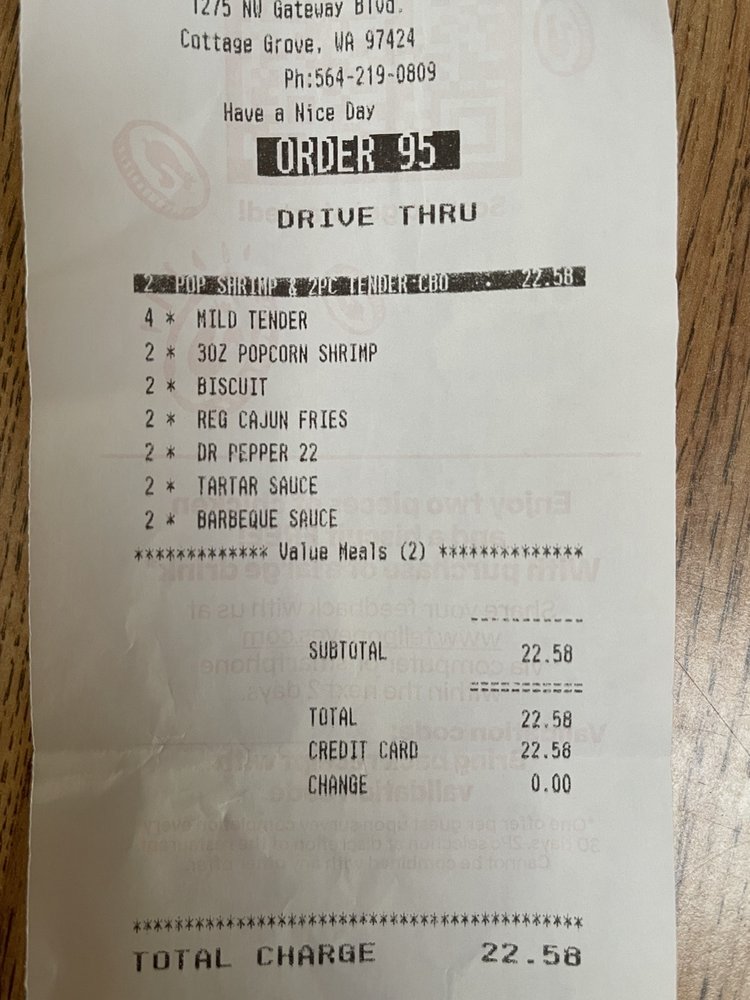 1275 NW Gateway Blvd.
Cottage Grove, WA 97424
Ph:564-219-0809
Have a Nice Day
ORDER 95
DRIVE THRU
2 POP SHRIMP & 2PC TENDER CBO . 22.58
4 * MILD TENDER
2 * 3OZ POPCORN SHRIMP
2 * BISCUIT
2 * REG CAJUN FRIES
2 * DR PEPPER 22
2 * TARTAR SAUCE
2 * BARBEQUE SAUCE
************* Value Meals (2) **************
------------
SUBTOTAL 22.58
============
TOTAL 22.58
CREDIT CARD 22.58
CHANGE 0.00
********************************************
TOTAL CHARGE 22.58